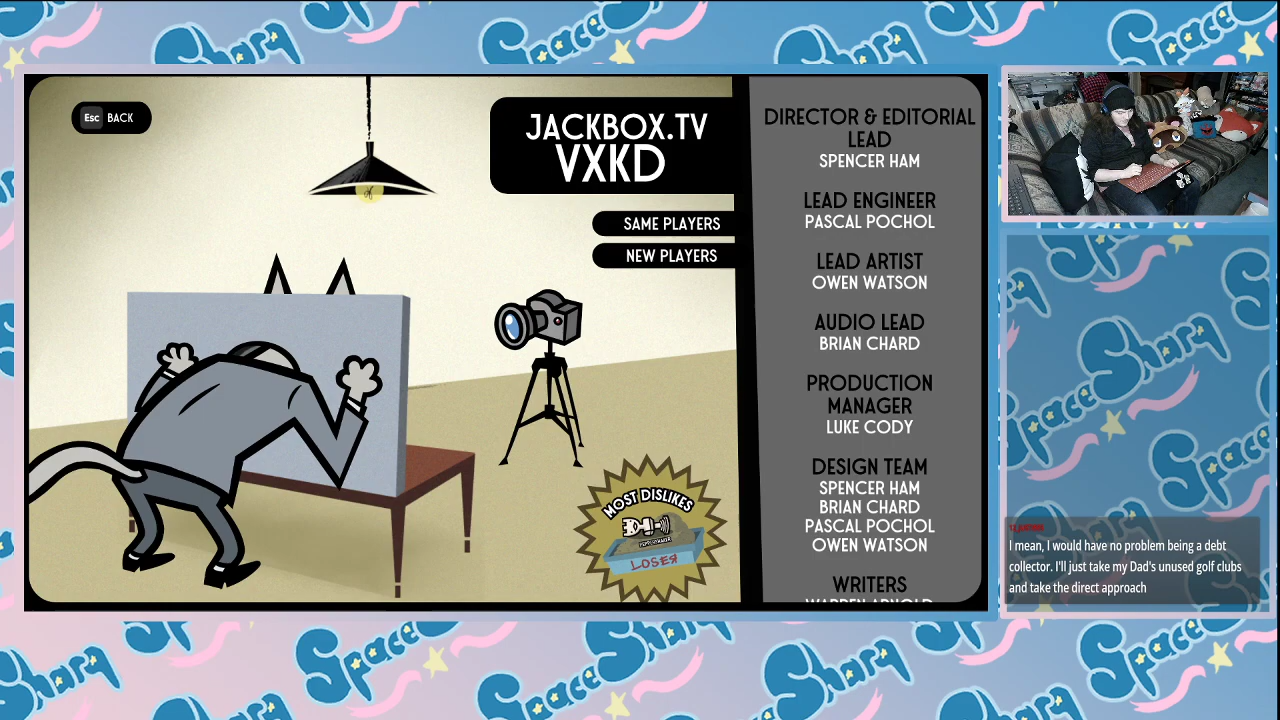 Esc BACK
JACKBOX.TV
VXKD
SAME PLAYERS
NEW PLAYERS
MOST DISLIKES
LOSER
DIRECTOR & EDITORIAL
LEAD
SPENCER HAM
LEAD ENGINEER
PASCAL POCHOL
LEAD ARTIST
OWEN WATSON
AUDIO LEAD
BRIAN CHARD
PRODUCTION
MANAGER
LUKE CODY
DESIGN TEAM
SPENCER HAM
BRIAN CHARD
PASCAL POCHOL
OWEN WATSON
WRITERS
I mean, I would have no problem being a debt
collector. I'll just take my Dad's unused golf clubs
and take the direct approach
Space Sharq